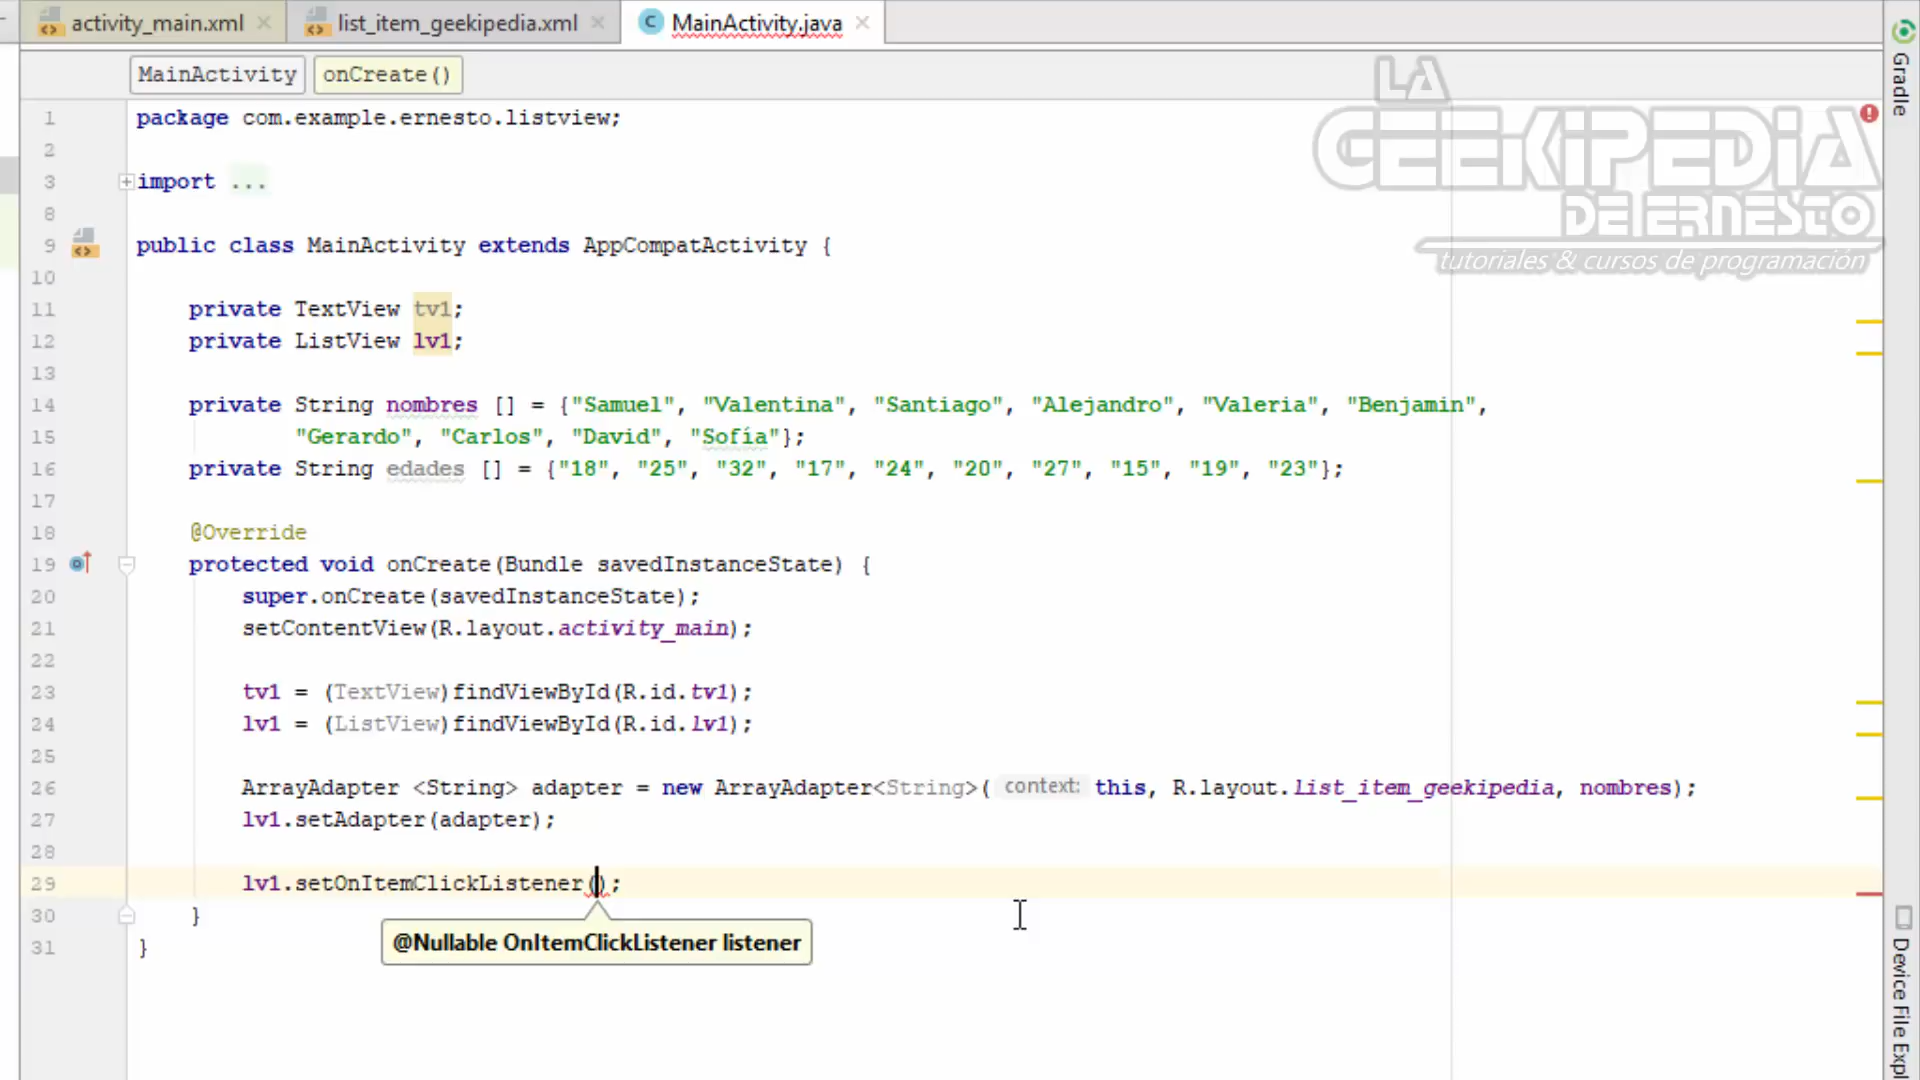 activity_main.xml
list_item_geekipedia.xml
MainActivity.java
MainActivity
onCreate()
LA
GEEKIPEDIA
DE ERNESTO
tutoriales & cursos de programación
Gradle
1 package com.example.ernesto.listview;
2
3 import ...
8
9 public class MainActivity extends AppCompatActivity {
10
11 private TextView tv1;
12 private ListView lv1;
13
14 private String nombres [] = {"Samuel", "Valentina", "Santiago", "Alejandro", "Valeria", "Benjamin",
15 "Gerardo", "Carlos", "David", "Sofía"};
16 private String edades [] = {"18", "25", "32", "17", "24", "20", "27", "15", "19", "23"};
17
18 @Override
19 protected void onCreate(Bundle savedInstanceState) {
20 super.onCreate(savedInstanceState);
21 setContentView(R.layout.activity_main);
22
23 tv1 = (TextView)findViewById(R.id.tv1);
24 lv1 = (ListView)findViewById(R.id.lv1);
25
26 ArrayAdapter <String> adapter = new ArrayAdapter<String>( context: this, R.layout.list_item_geekipedia, nombres);
27 lv1.setAdapter(adapter);
28
29 lv1.setOnItemClickListener();
30 }
@Nullable OnItemClickListener listener
31 }
Device File Expl